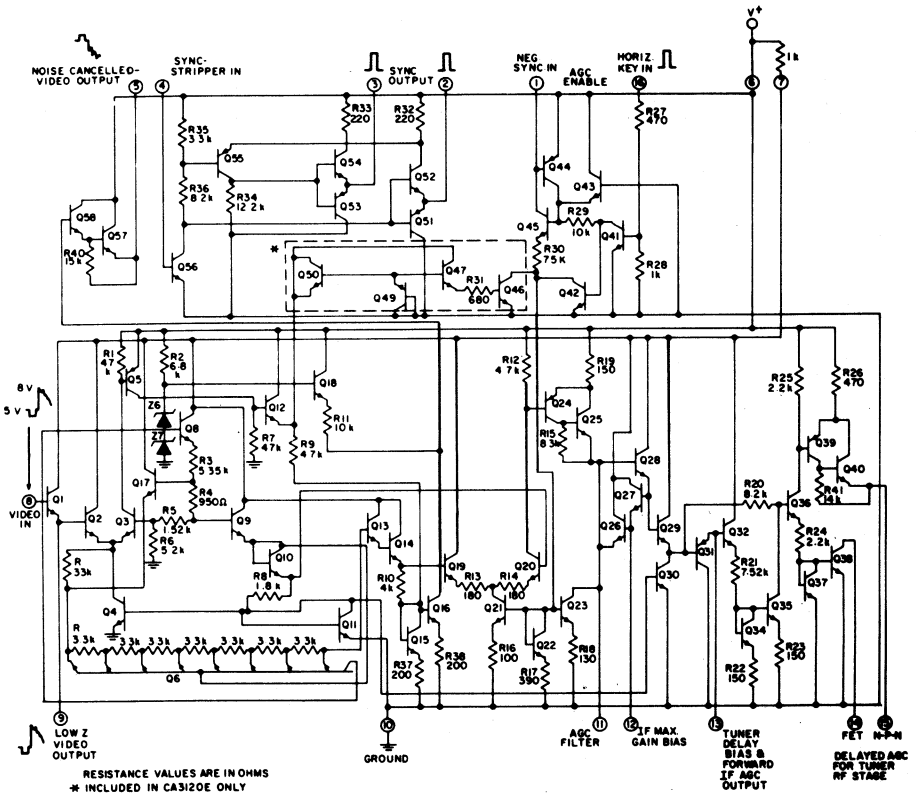 V+
1k
NOISE CANCELLED-
VIDEO OUTPUT
5
SYNC-
STRIPPER IN
4
3
SYNC
OUTPUT
2
NEG
SYNC IN
1
AGC
ENABLE
HORIZ
KEY IN
16
6
7
R35
3.3k
R33
220
R32
220
R27
470
Q55
Q54
Q52
Q44
Q43
R36
8.2k
R34
12.2k
Q53
Q51
Q58
Q57
R40
15k
Q56
*
Q50
Q49
Q47
R31
680
Q46
Q45
R29
10k
Q41
R30
75K
R28
1k
Q42
8V
5V
R1
47
k
Q5
R2
6.8
k
Z6
Z7
Q8
Q12
Q18
R11
10k
R12
4.7k
R19
150
Q24
Q25
R15
8.3k
R25
2.2k
R26
470
Q39
Q40
R41
14k
8
VIDEO
IN
Q1
Q2
Q3
Q17
R3
5.35k
R4
950Ω
R7
47k
R9
4.7k
R5
1.52k
R6
5.2k
Q9
Q10
R8
1.8k
Q13
Q14
R10
4k
Q19
R13
180
R14
180
Q20
Q28
Q27
Q26
Q29
Q30
Q31
Q32
R20
8.2k
Q36
R24
2.2k
Q38
Q37
R21
7.52k
R
33k
Q4
Q11
Q15
Q16
R37
200
R38
200
Q21
Q22
Q23
R16
100
R17
390
R18
130
Q34
Q35
R22
150
R23
150
R
3.3k
3.3k
3.3k
3.3k
3.3k
3.3k
3.3k
Q6
9
LOW Z
VIDEO
OUTPUT
10
GROUND
11
AGC
FILTER
12
IF MAX.
GAIN BIAS
13
TUNER
DELAY
BIAS &
FORWARD
IF AGC
OUTPUT
14
FET
N-P-N
DELAYED AGC
FOR TUNER
RF STAGE
RESISTANCE VALUES ARE IN OHMS
* INCLUDED IN CA3120E ONLY